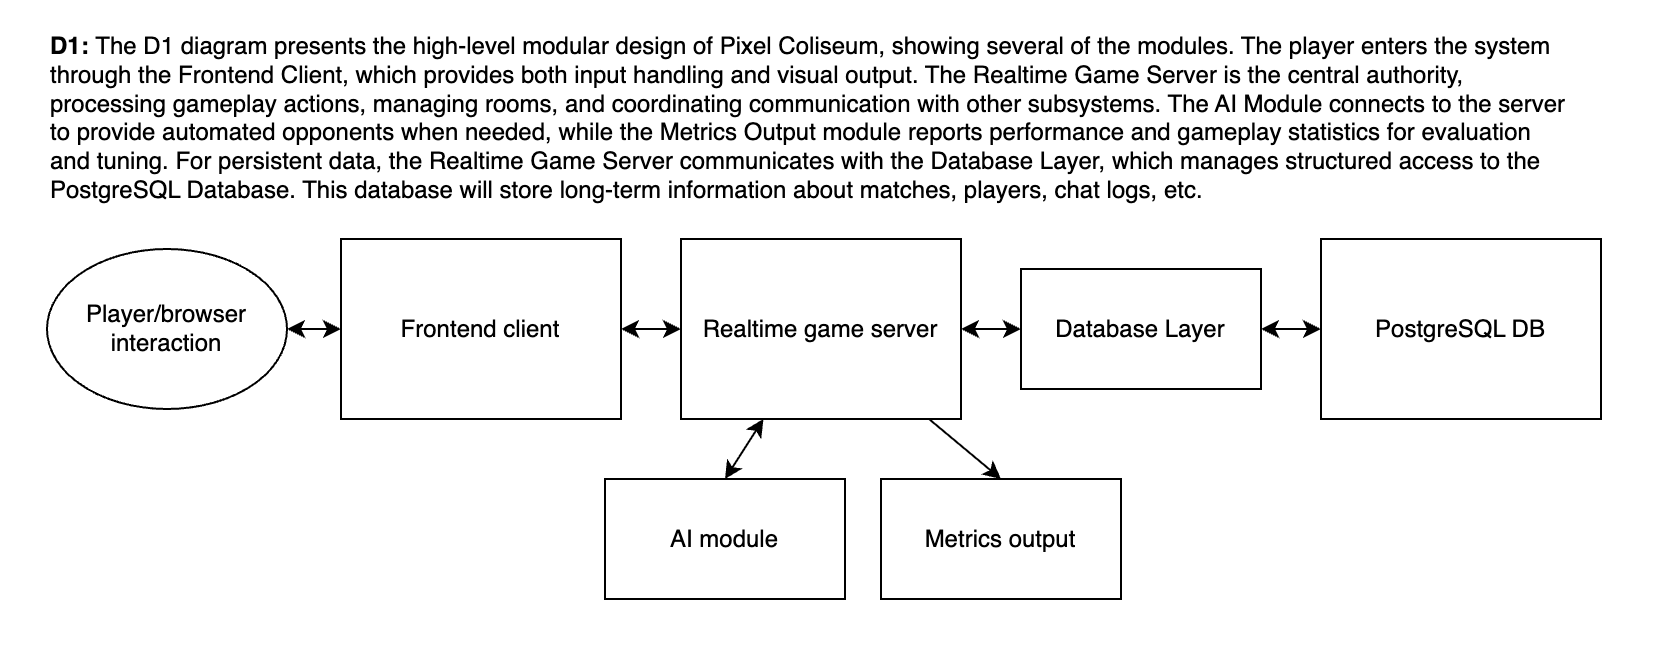 D1: The D1 diagram presents the high-level modular design of Pixel Coliseum, showing several of the modules. The player enters the system
through the Frontend Client, which provides both input handling and visual output. The Realtime Game Server is the central authority,
processing gameplay actions, managing rooms, and coordinating communication with other subsystems. The AI Module connects to the server
to provide automated opponents when needed, while the Metrics Output module reports performance and gameplay statistics for evaluation
and tuning. For persistent data, the Realtime Game Server communicates with the Database Layer, which manages structured access to the
PostgreSQL Database. This database will store long-term information about matches, players, chat logs, etc.
Player/browser
interaction
Frontend client
Realtime game server
Database Layer
PostgreSQL DB
AI module
Metrics output